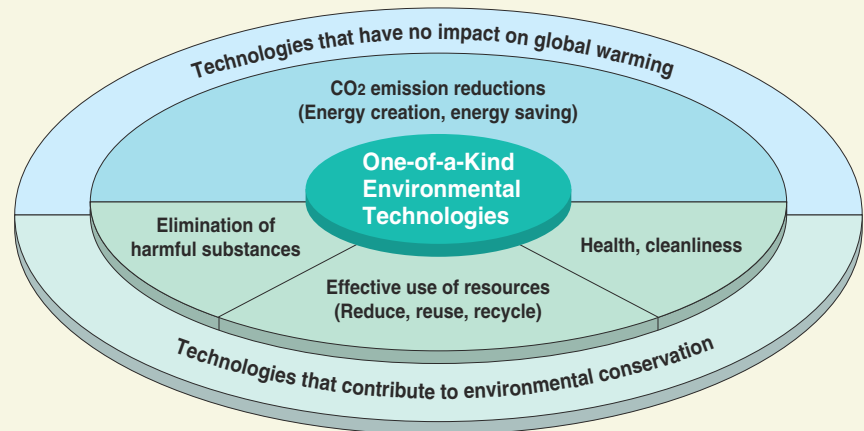 Technologies that have no impact on global warming
CO2 emission reductions
(Energy creation, energy saving)
One-of-a-Kind
Environmental
Technologies
Elimination of
harmful substances
Health, cleanliness
Effective use of resources
(Reduce, reuse, recycle)
Technologies that contribute to environmental conservation